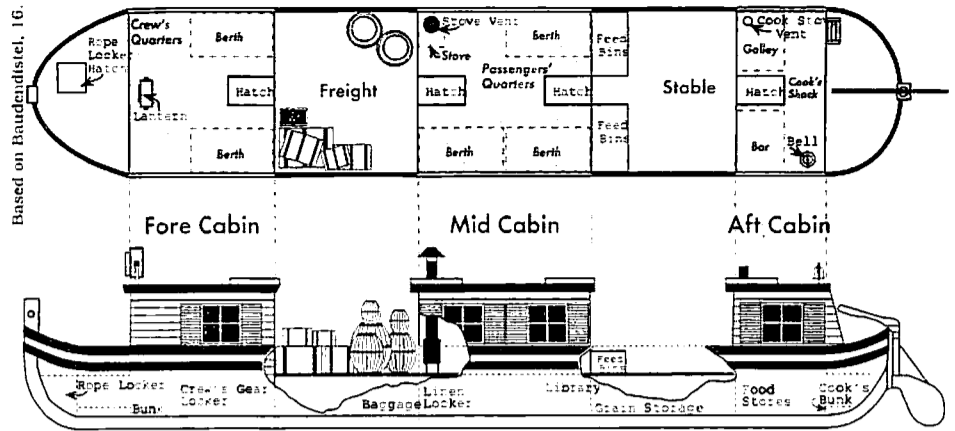 Based on Baudendistel, 16.
Crew's
Quarters
Rope
Locker
Hatch
Lantern
Berth
Hatch
Berth
Freight
Stove Vent
Stove
Berth
Passengers'
Quarters
Hatch
Hatch
Berth
Berth
Feed
Bins
Feed
Bins
Stable
Cook Stove
Vent
Galley
Hatch
Cook's
Shack
Bar
Bell
Fore Cabin
Mid Cabin
Aft Cabin
Rope Locker
Crew's Gear
Locker
Bunk
Baggage
Linen
Locker
Library
Feed
Bins
Grain Storage
Food
Stores
Cook's
Bunk